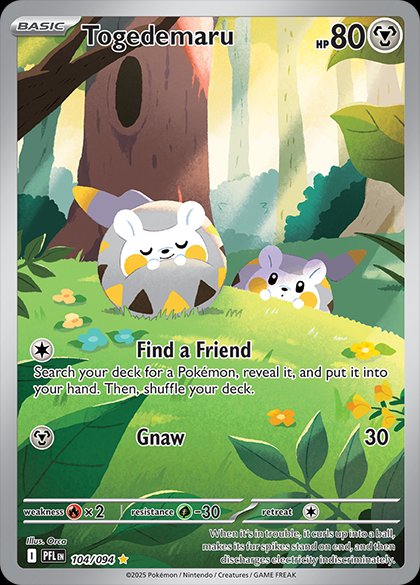 BASIC
Togedemaru
HP 80
Find a Friend
Search your deck for a Pokémon, reveal it, and put it into
your hand. Then, shuffle your deck.
Gnaw 30
weakness ×2 resistance -30 retreat
Illus. Orca
I PFL EN 104/094
When it's in trouble, it curls up into a ball,
makes its fur spikes stand on end, and then
discharges electricity indiscriminately.
©2025 Pokémon / Nintendo / Creatures / GAME FREAK